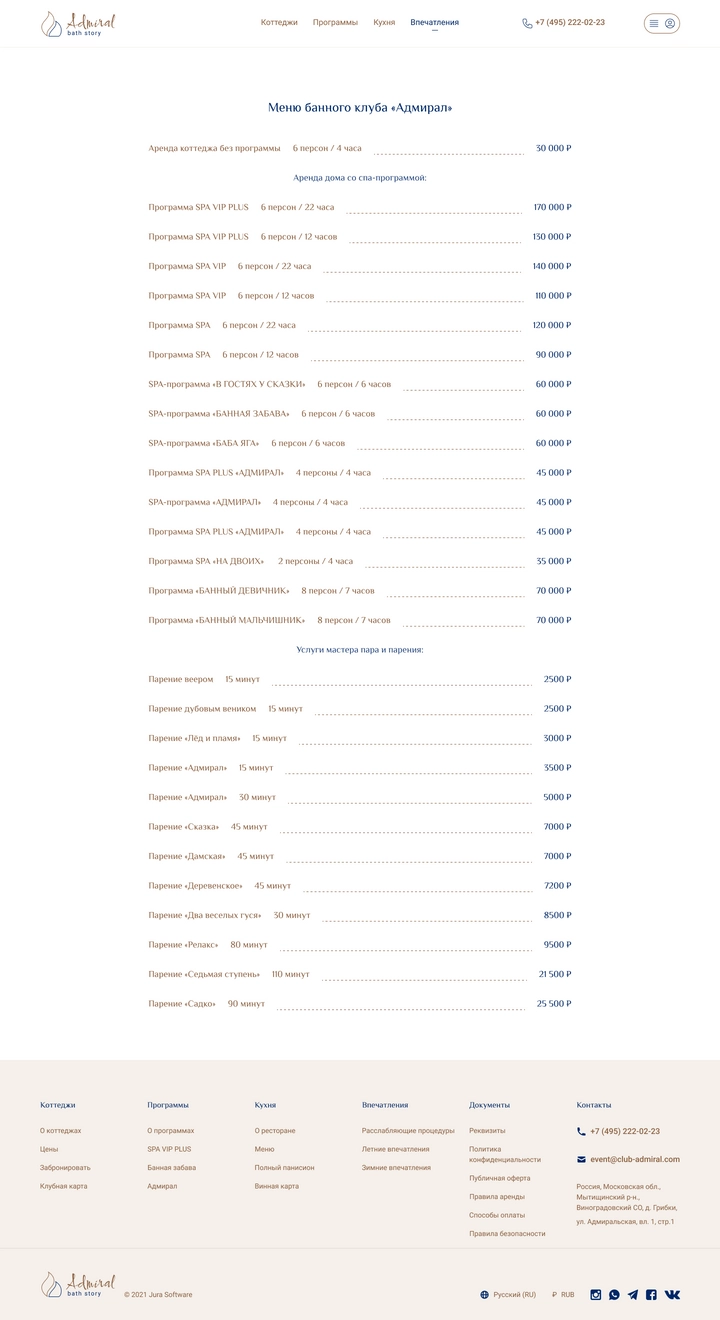 Admiral
bath story
Коттеджи Программы Кухня Впечатления
+7 (495) 222-02-23
Меню банного клуба «Адмирал»
Аренда коттеджа без программы 6 персон / 4 часа 30 000 ₽
Аренда дома со спа-программой:
Программа SPA VIP PLUS 6 персон / 22 часа 170 000 ₽
Программа SPA VIP PLUS 6 персон / 12 часов 130 000 ₽
Программа SPA VIP 6 персон / 22 часа 140 000 ₽
Программа SPA VIP 6 персон / 12 часов 110 000 ₽
Программа SPA 6 персон / 22 часа 120 000 ₽
Программа SPA 6 персон / 12 часов 90 000 ₽
SPA-программа «В ГОСТЯХ У СКАЗКИ» 6 персон / 6 часов 60 000 ₽
SPA-программа «БАННАЯ ЗАБАВА» 6 персон / 6 часов 60 000 ₽
SPA-программа «БАБА ЯГА» 6 персон / 6 часов 60 000 ₽
Программа SPA PLUS «АДМИРАЛ» 4 персоны / 4 часа 45 000 ₽
SPA-программа «АДМИРАЛ» 4 персоны / 4 часа 45 000 ₽
Программа SPA PLUS «АДМИРАЛ» 4 персоны / 4 часа 45 000 ₽
Программа SPA «НА ДВОИХ» 2 персоны / 4 часа 35 000 ₽
Программа «БАННЫЙ ДЕВИЧНИК» 8 персон / 7 часов 70 000 ₽
Программа «БАННЫЙ МАЛЬЧИШНИК» 8 персон / 7 часов 70 000 ₽
Услуги мастера пара и парения:
Парение веером 15 минут 2500 ₽
Парение дубовым веником 15 минут 2500 ₽
Парение «Лёд и пламя» 15 минут 3000 ₽
Парение «Адмирал» 15 минут 3500 ₽
Парение «Адмирал» 30 минут 5000 ₽
Парение «Сказка» 45 минут 7000 ₽
Парение «Дамская» 45 минут 7000 ₽
Парение «Деревенское» 45 минут 7200 ₽
Парение «Два веселых гуся» 30 минут 8500 ₽
Парение «Релакс» 80 минут 9500 ₽
Парение «Седьмая ступень» 110 минут 21 500 ₽
Парение «Садко» 90 минут 25 500 ₽
Коттеджи
О коттеджах
Цены
Забронировать
Клубная карта
Программы
О программах
SPA VIP PLUS
Банная забава
Адмирал
Кухня
О ресторане
Меню
Полный панисион
Винная карта
Впечатления
Расслабляющие процедуры
Летние впечатления
Зимние впечатления
Документы
Реквизиты
Политика
конфиденциальности
Публичная оферта
Правила аренды
Способы оплаты
Правила безопасности
Контакты
+7 (495) 222-02-23
event@club-admiral.com
Россия, Московская обл.,
Мытищинский р-н.,
Виноградовский СО, д. Грибки,
ул. Адмиральская, вл. 1, стр.1
Admiral
bath story
© 2021 Jura Software
Русский (RU) ₽ RUB